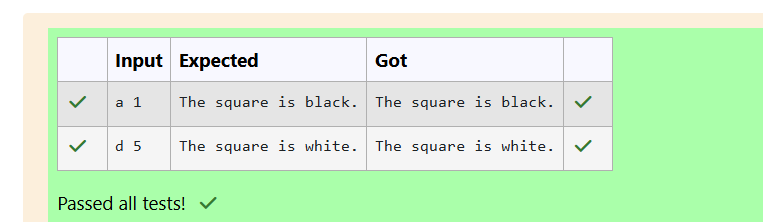 Input Expected Got
a 1 The square is black. The square is black.
d 5 The square is white. The square is white.
Passed all tests!